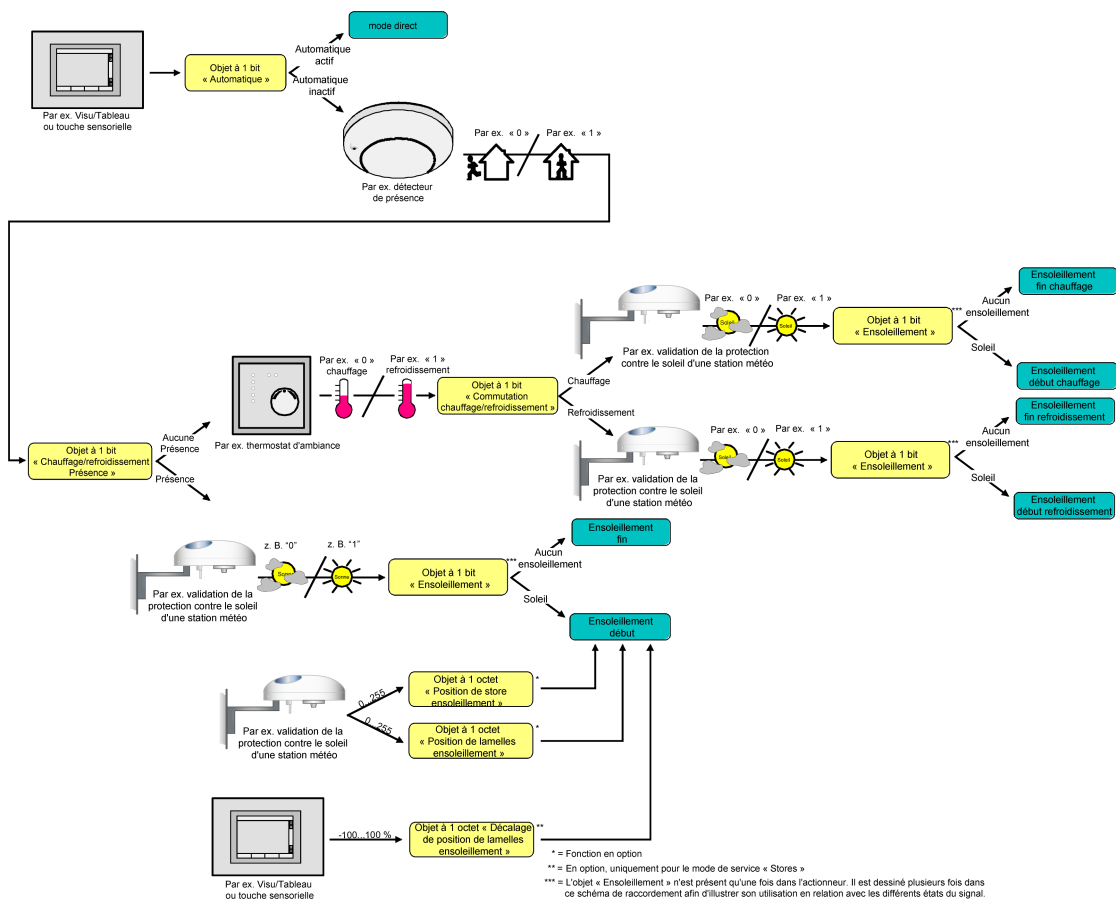 mode direct
Automatique
actif
Objet à 1 bit
« Automatique »
Automatique
inactif
Par ex. Visu/Tableau
ou touche sensorielle
Par ex. « 0 »
Par ex. « 1 »
Par ex. détecteur
de présence
Ensoleillement
fin chauffage
Par ex. « 0 »
Par ex. « 1 »
Aucun
ensoleillement
Soleil
Soleil
Objet à 1 bit
« Ensoleillement »
***
Par ex. validation de la protection
contre le soleil d'une station météo
Soleil
Ensoleillement
début chauffage
Par ex. « 0 »
chauffage
Par ex. « 1 »
refroidissement
Objet à 1 bit
« Commutation
chauffage/refroidissement »
Chauffage
Refroidissement
Par ex. thermostat d'ambiance
Ensoleillement
fin refroidissement
Par ex. « 0 »
Par ex. « 1 »
Aucun
ensoleillement
Soleil
Soleil
Objet à 1 bit
« Ensoleillement »
***
Par ex. validation de la
protection contre le soleil
d'une station météo
Soleil
Ensoleillement
début refroidissement
Aucune
Présence
Objet à 1 bit
« Chauffage/refroidissement
Présence »
Présence
Ensoleillement
fin
z. B. “0”
z. B. “1”
Aucun
ensoleillement
Sonne
Sonne
Objet à 1 bit
« Ensoleillement »
***
Par ex. validation de la
protection contre le soleil
d'une station météo
Soleil
Ensoleillement
début
0...255
Objet à 1 octet
« Position de store
ensoleillement »
*
0...255
Objet à 1 octet
« Position de lamelles
ensoleillement »
*
Par ex. validation de la
protection contre le soleil
d'une station météo
-100...100 %
Objet à 1 octet « Décalage
de position de lamelles
ensoleillement »
**
Par ex. Visu/Tableau
ou touche sensorielle
* = Fonction en option
** = En option, uniquement pour le mode de service « Stores »
*** = L'objet « Ensoleillement » n'est présent qu'une fois dans l'actionneur. Il est dessiné plusieurs fois dans
ce schéma de raccordement afin d'illustrer son utilisation en relation avec les différents états du signal.